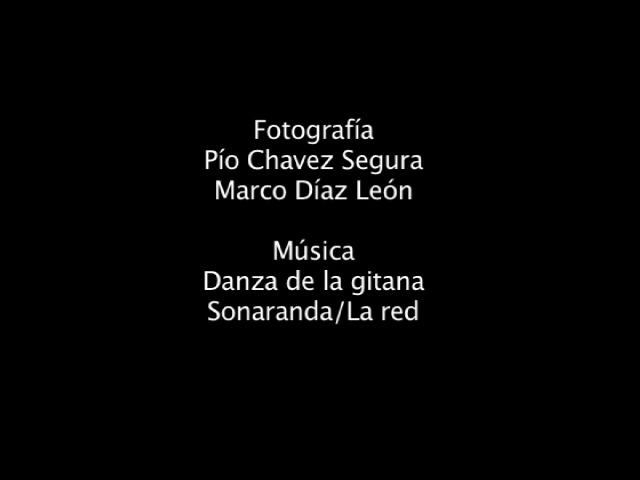 Fotografía
Pío Chavez Segura
Marco Díaz León
Música
Danza de la gitana
Sonaranda/La red